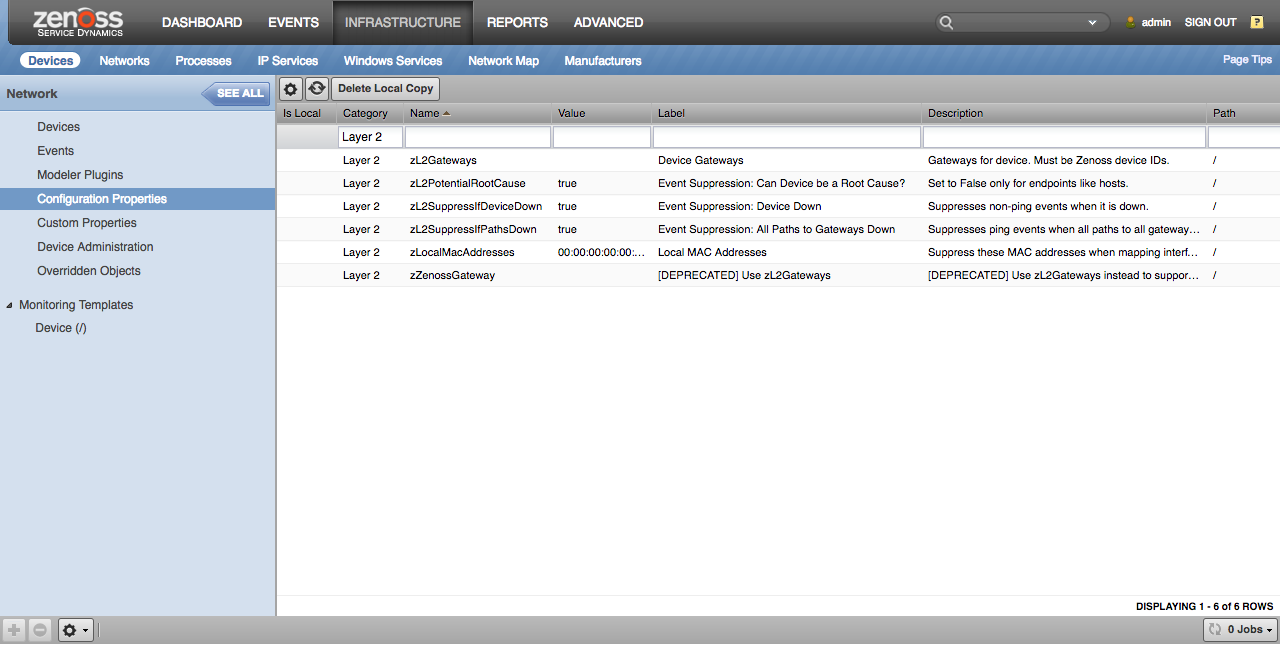 zenoss
SERVICE DYNAMICS
DASHBOARD EVENTS INFRASTRUCTURE REPORTS ADVANCED
admin SIGN OUT ?
Devices Networks Processes IP Services Windows Services Network Map Manufacturers Page Tips
Network SEE ALL
Devices
Events
Modeler Plugins
Configuration Properties
Custom Properties
Device Administration
Overridden Objects
Monitoring Templates
Device (/)
Delete Local Copy
Is Local Category Name Value Label Description Path
Layer 2
Layer 2 zL2Gateways Device Gateways Gateways for device. Must be Zenoss device IDs. /
Layer 2 zL2PotentialRootCause true Event Suppression: Can Device be a Root Cause? Set to False only for endpoints like hosts. /
Layer 2 zL2SuppressIfDeviceDown true Event Suppression: Device Down Suppresses non-ping events when it is down. /
Layer 2 zL2SuppressIfPathsDown true Event Suppression: All Paths to Gateways Down Suppresses ping events when all paths to all gateway... /
Layer 2 zLocalMacAddresses 00:00:00:00:00:... Local MAC Addresses Suppress these MAC addresses when mapping interf... /
Layer 2 zZenossGateway [DEPRECATED] Use zL2Gateways [DEPRECATED] Use zL2Gateways instead to suppor... /
DISPLAYING 1 - 6 of 6 ROWS
0 Jobs